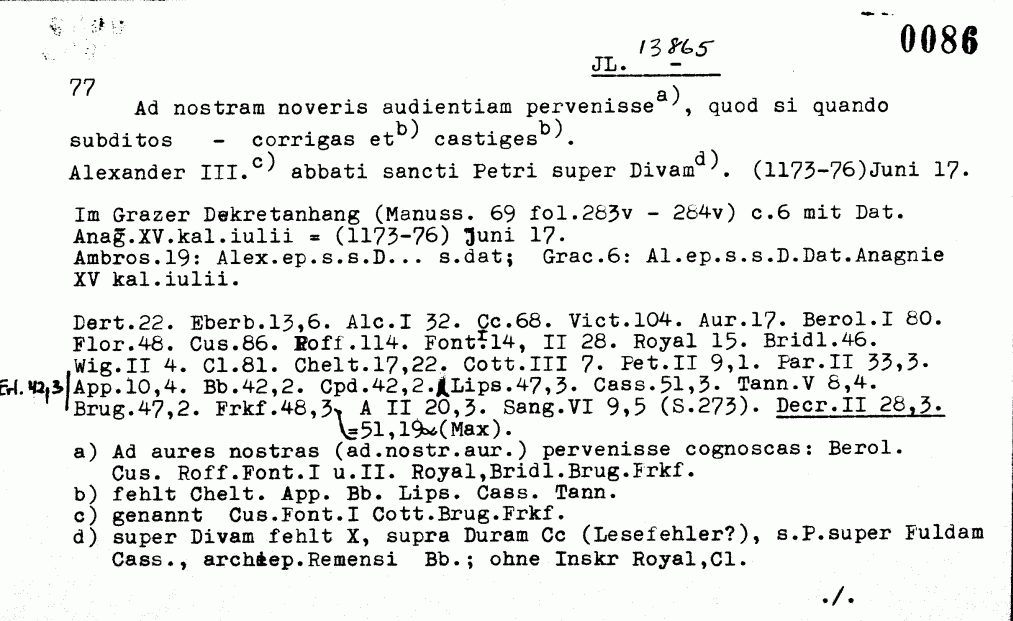 0086
JL. 13865
-
77
Ad nostram noveris audientiam pervenisse a), quod si quando
subditos - corrigas et b) castiges b).
Alexander III. c) abbati sancti Petri super Divam d). (1173-76)Juni 17.
Im Grazer Dekretanhang (Manuss. 69 fol.283v - 284v) c.6 mit Dat.
Anag̅.XV.kal.iulii = (1173-76) Juni 17.
Ambros.19: Alex.ep.s.s.D... s.dat; Grac.6: Al.ep.s.s.D.Dat.Anagnie
XV kal.iulii.
Dert.22. Eberb.13,6. Alc.I 32. Cc.68. Vict.104. Aur.17. Berol.I 80.
Flor.48. Cus.86. Roff.114. Font.I 14, II 28. Royal 15. Bridl.46.
Wig.II 4. Cl.81. Chelt.17,22. Cott.III 7. Pet.II 9,1. Par.II 33,3.
Erl.42,3 App.10,4. Bb.42,2. Cpd.42,2. Lips.47,3. Cass.51,3. Tann.V 8,4.
Brug.47,2. Frkf.48,3, A II 20,3. Sang.VI 9,5 (S.273). Decr.II 28,3.
=51,19 (Max).
a) Ad aures nostras (ad.nostr.aur.) pervenisse cognoscas: Berol.
Cus. Roff.Font.I u.II. Royal,Bridl.Brug.Frkf.
b) fehlt Chelt. App. Bb. Lips. Cass. Tann.
c) genannt Cus.Font.I Cott.Brug.Frkf.
d) super Divam fehlt X, supra Duram Cc (Lesefehler?), s.P.super Fuldam
Cass., archiep.Remensi Bb.; ohne Inskr Royal,Cl.
./.